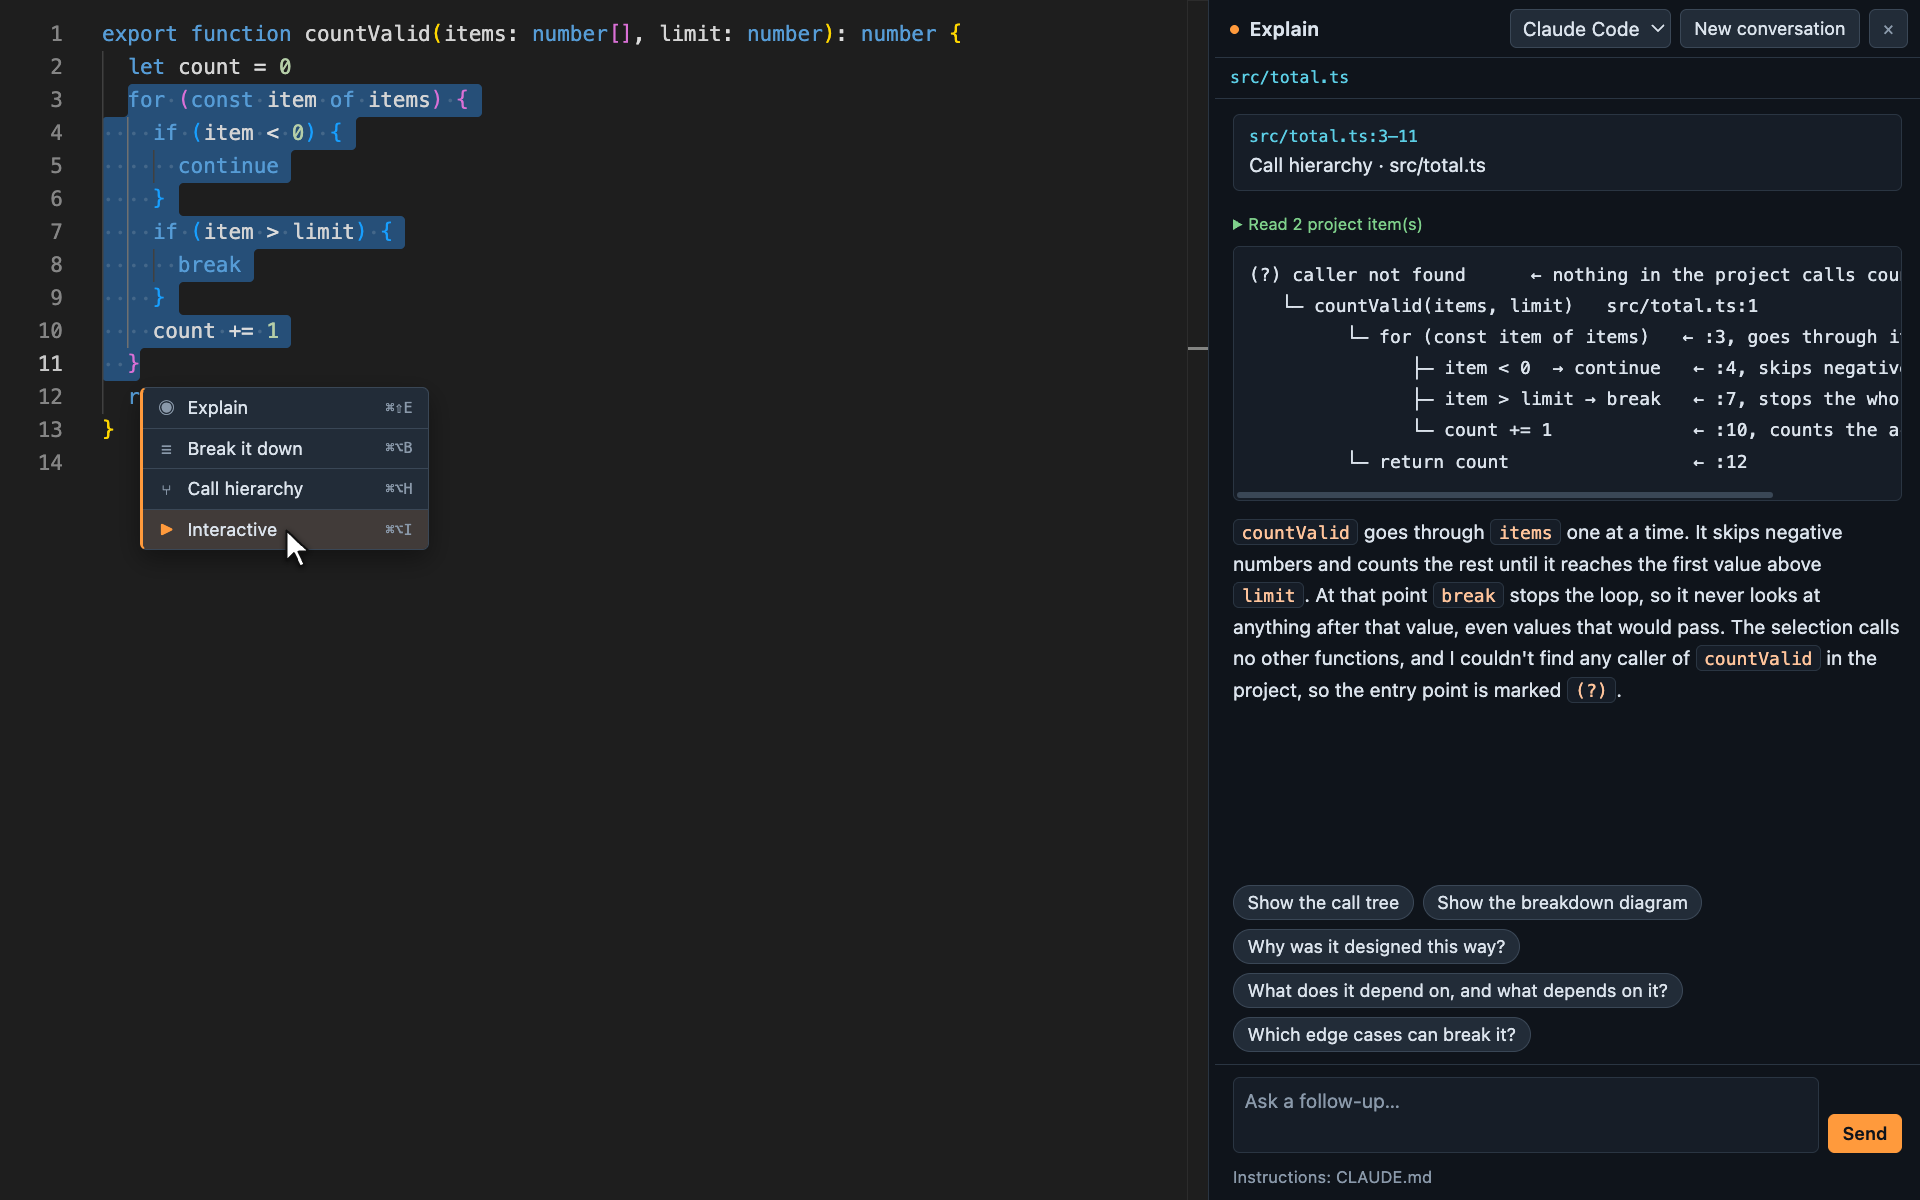 1 export function countValid(items: number[], limit: number): number {
2 let count = 0
3 for (const item of items) {
4 if (item < 0) {
5 continue
6 }
7 if (item > limit) {
8 break
9 }
10 count += 1
11 }
12 r
13 }
14
Explain ⌘⇧E
Break it down ⌘⌥B
Call hierarchy ⌘⌥H
Interactive ⌘⌥I
Explain
Claude Code
New conversation
×
src/total.ts
src/total.ts:3–11
Call hierarchy · src/total.ts
Read 2 project item(s)
(?) caller not found ← nothing in the project calls cou
└─ countValid(items, limit) src/total.ts:1
└─ for (const item of items) ← :3, goes through i
├─ item < 0 → continue ← :4, skips negativ
├─ item > limit → break ← :7, stops the who
└─ count += 1 ← :10, counts the a
└─ return count ← :12
countValid goes through items one at a time. It skips negative
numbers and counts the rest until it reaches the first value above
limit. At that point break stops the loop, so it never looks at
anything after that value, even values that would pass. The selection calls
no other functions, and I couldn't find any caller of countValid in the
project, so the entry point is marked (?).
Show the call tree
Show the breakdown diagram
Why was it designed this way?
What does it depend on, and what depends on it?
Which edge cases can break it?
Ask a follow-up...
Send
Instructions: CLAUDE.md